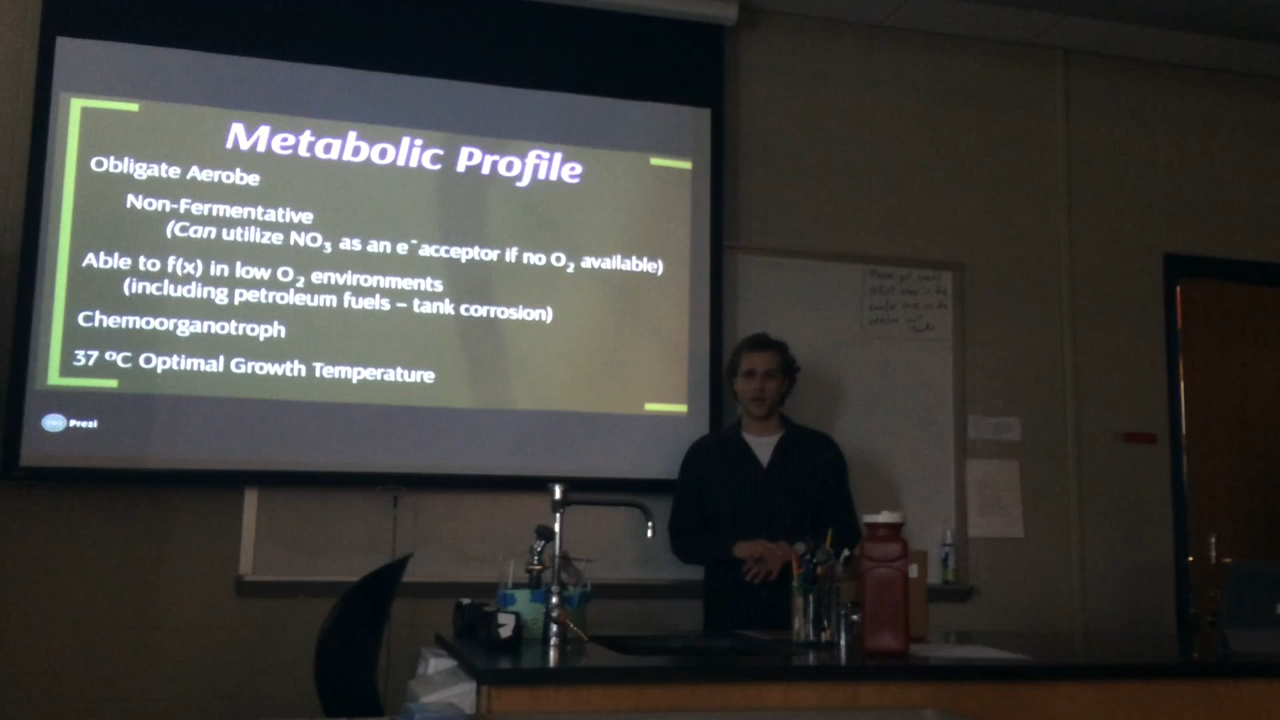 Metabolic Profile
Obligate Aerobe
Non-Fermentative
(Can utilize NO₃ as an e⁻ acceptor if no O₂ available)
Able to f(x) in low O₂ environments
(including petroleum fuels – tank corrosion)
Chemoorganotroph
37 ºC Optimal Growth Temperature
Prezi